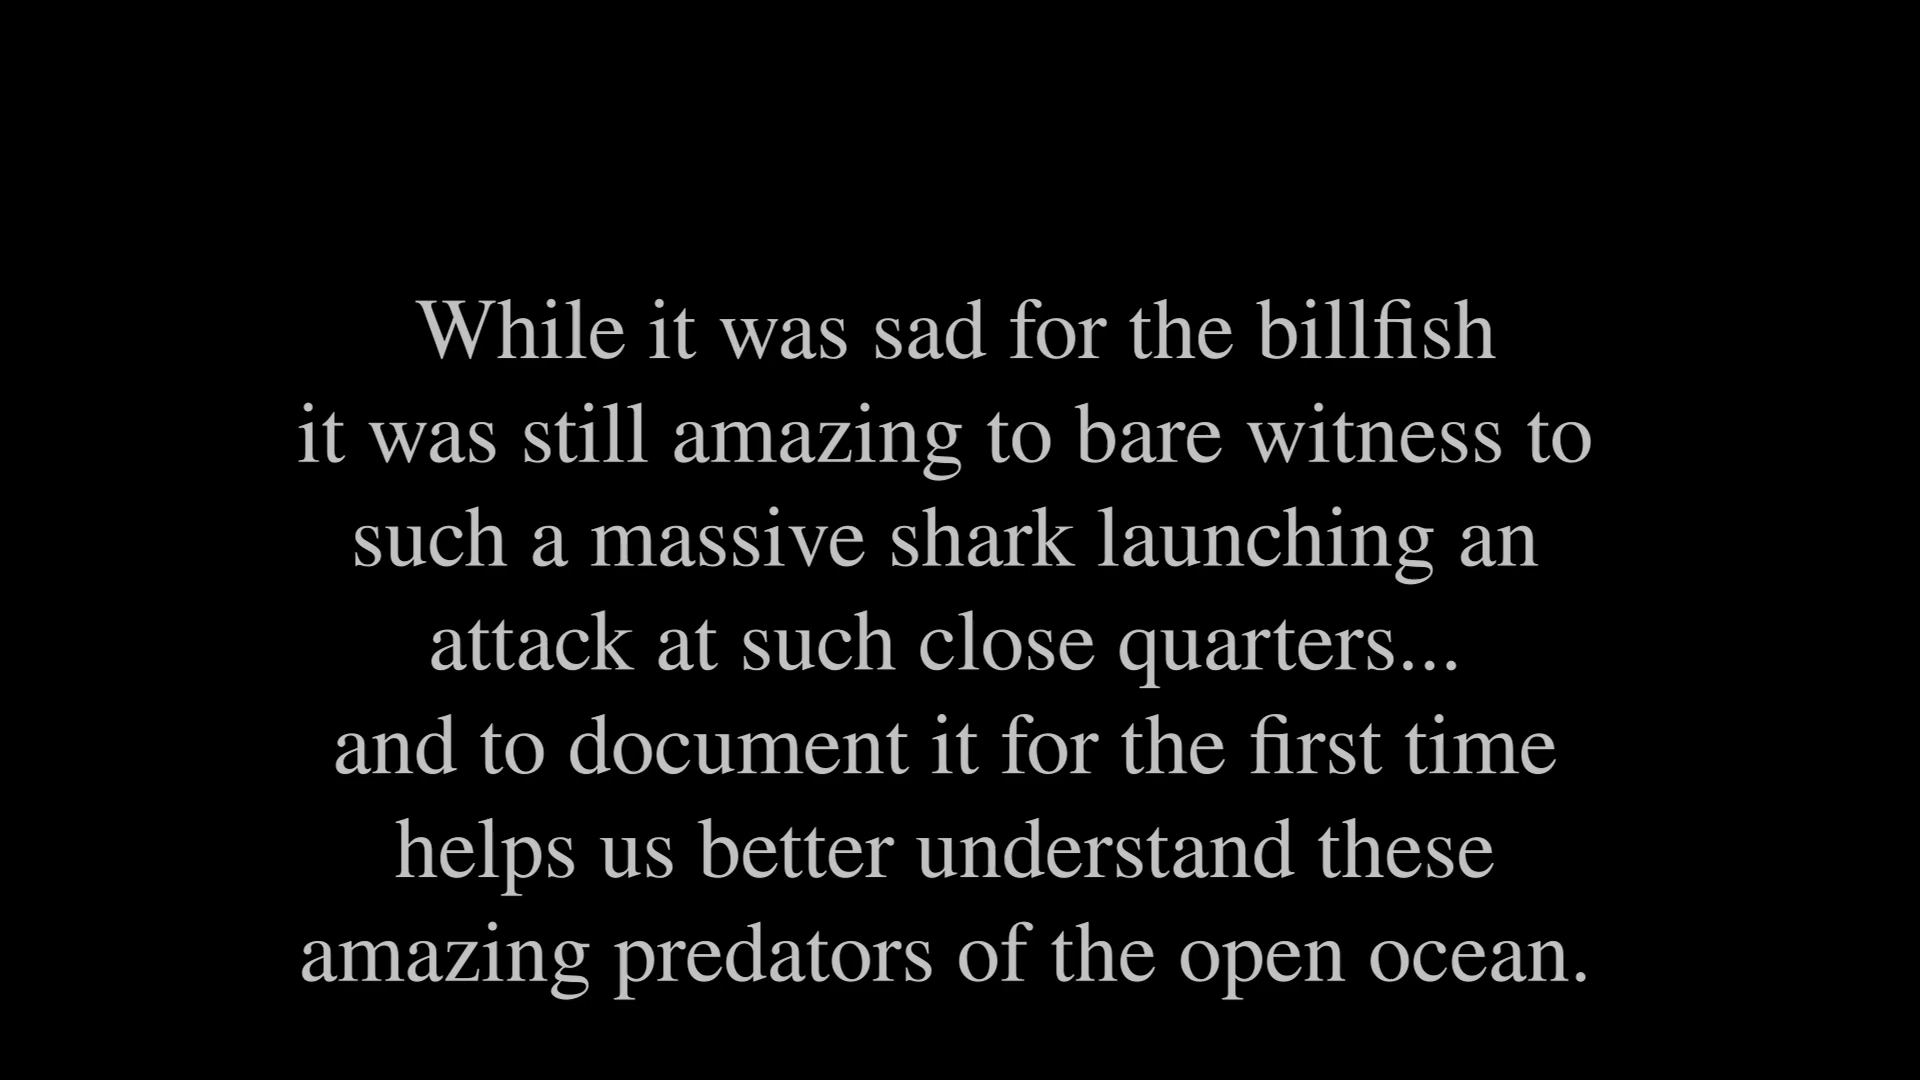 While it was sad for the billfish
it was still amazing to bare witness to
such a massive shark launching an
attack at such close quarters...
and to document it for the first time
helps us better understand these
amazing predators of the open ocean.